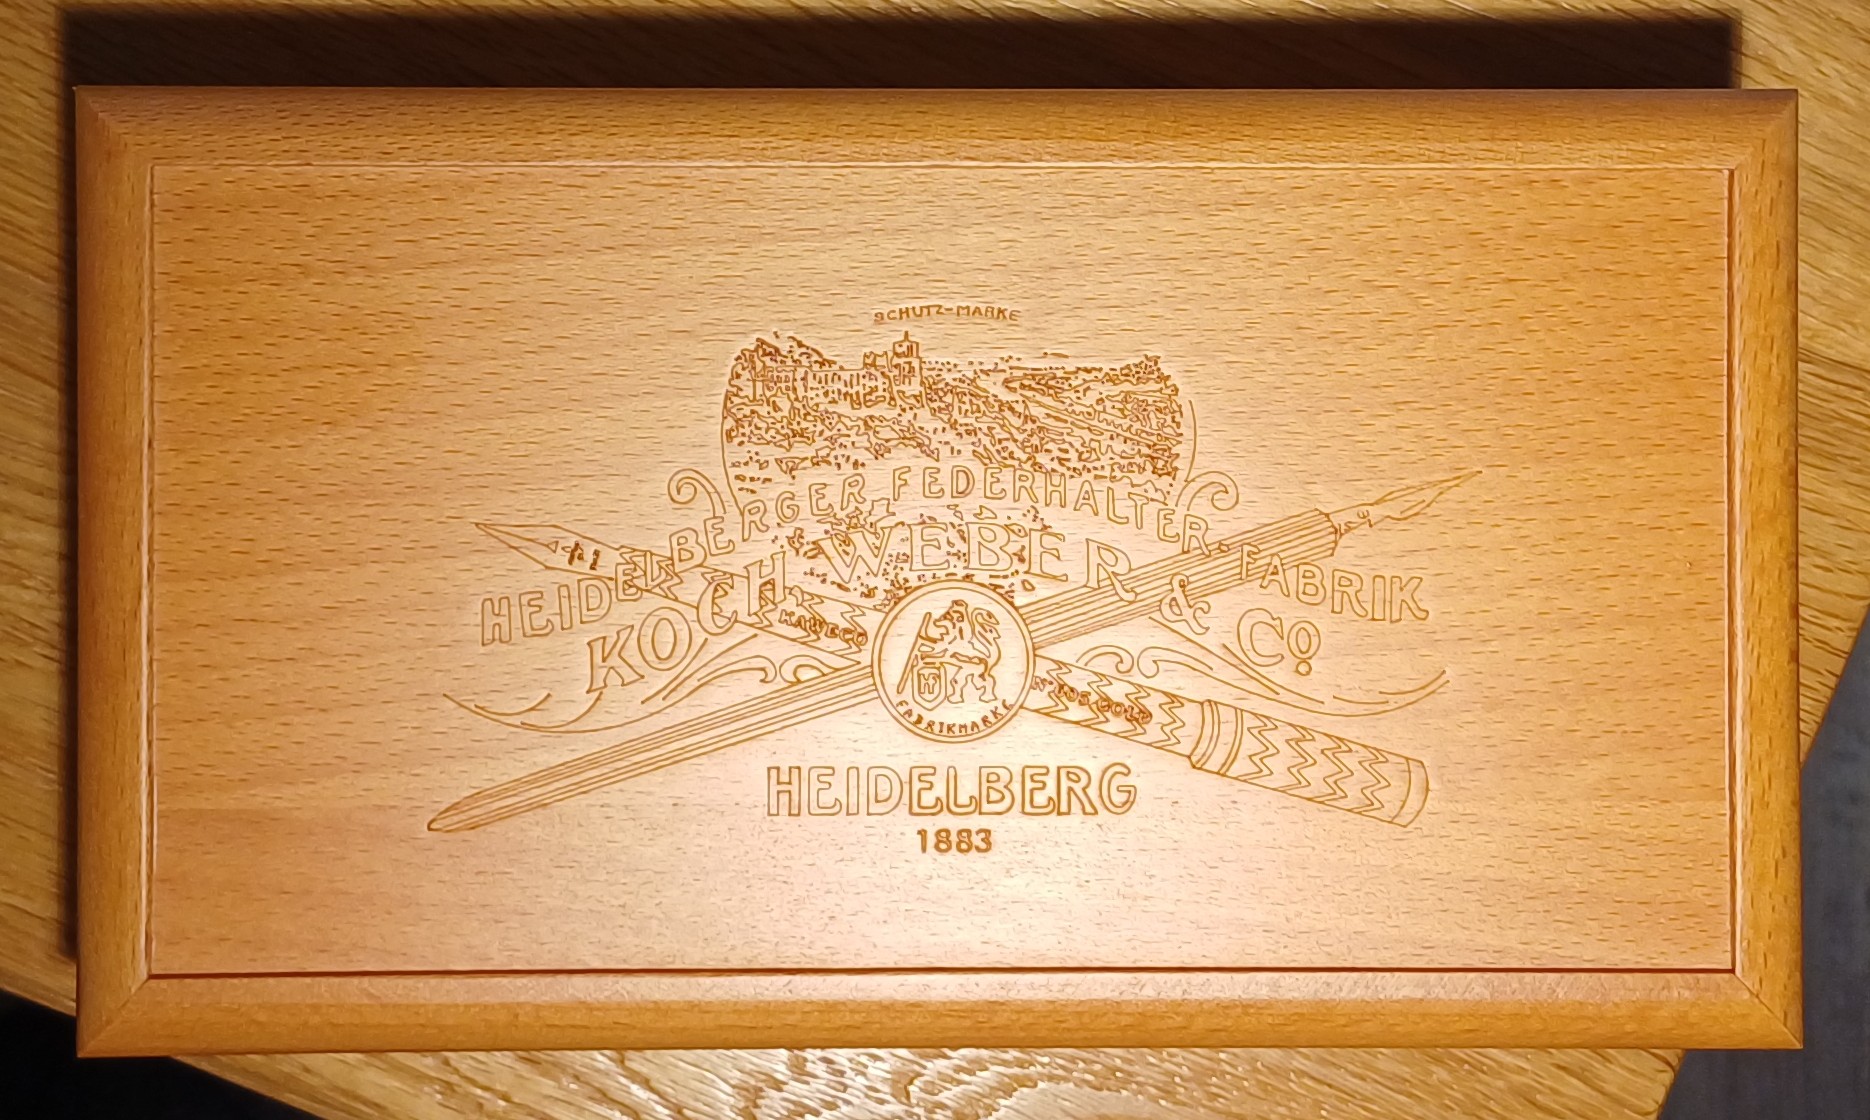 SCHUTZ-MARKE
HEIDELBERGER FEDERHALTER-FABRIK
KOCH, WEBER & Cº
KAWECO
FABRIKMARKE
HEIDELBERG
1883